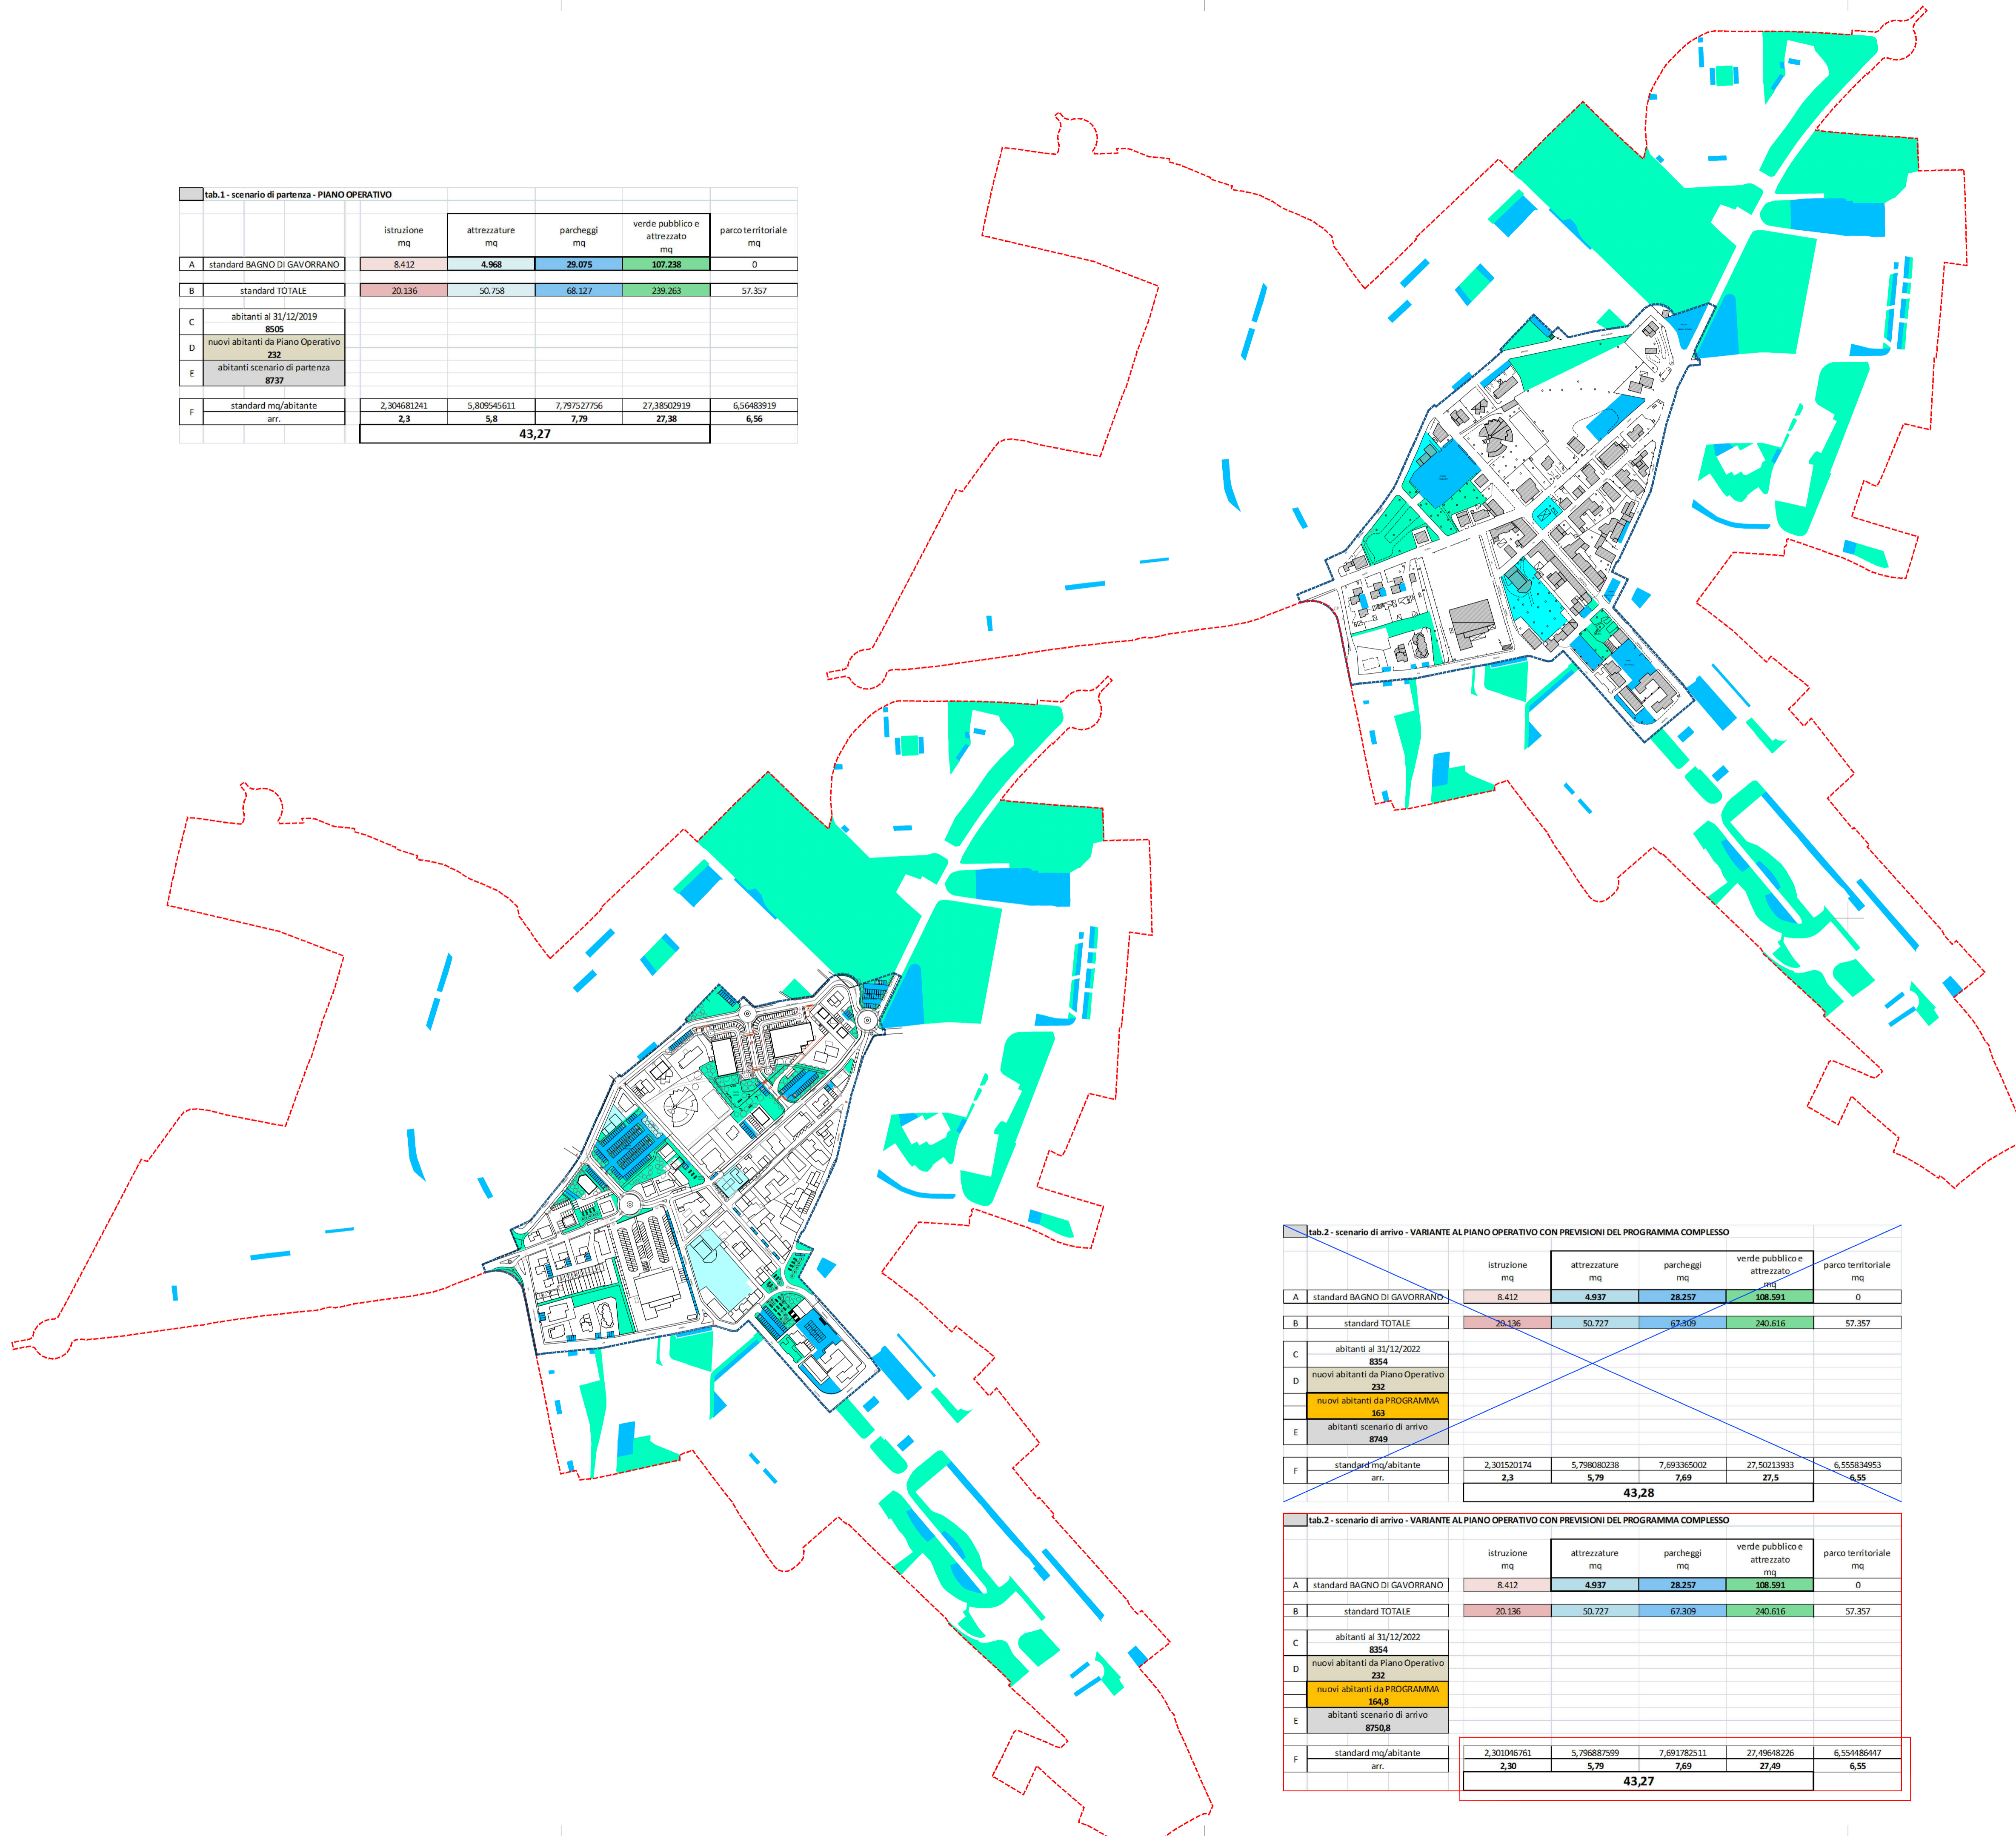 tab.1 - scenario di partenza - PIANO OPERATIVO
istruzione mq attrezzature mq parcheggi mq verde pubblico e attrezzato mq parco territoriale mq
A standard BAGNO DI GAVORRANO 8.412 4.968 29.075 107.238 0
B standard TOTALE 20.136 50.758 68.127 239.263 57.357
C abitanti al 31/12/2019
8505
D nuovi abitanti da Piano Operativo
232
E abitanti scenario di partenza
8737
F standard mq/abitante 2,304681241 5,809545611 7,797527756 27,38502919 6,56483919
arr. 2,3 5,8 7,79 27,38 6,56
43,27
tab.2 - scenario di arrivo - VARIANTE AL PIANO OPERATIVO CON PREVISIONI DEL PROGRAMMA COMPLESSO
istruzione mq attrezzature mq parcheggi mq verde pubblico e attrezzato mq parco territoriale mq
A standard BAGNO DI GAVORRANO 8.412 4.937 28.257 108.591 0
B standard TOTALE 20.136 50.727 67.309 240.616 57.357
C abitanti al 31/12/2022
8354
D nuovi abitanti da Piano Operativo
232
nuovi abitanti da PROGRAMMA
163
E abitanti scenario di arrivo
8749
F standard mq/abitante 2,301520174 5,798080238 7,693365002 27,50213933 6,555834953
arr. 2,3 5,79 7,69 27,5 6,55
43,28
tab.2 - scenario di arrivo - VARIANTE AL PIANO OPERATIVO CON PREVISIONI DEL PROGRAMMA COMPLESSO
istruzione mq attrezzature mq parcheggi mq verde pubblico e attrezzato mq parco territoriale mq
A standard BAGNO DI GAVORRANO 8.412 4.937 28.257 108.591 0
B standard TOTALE 20.136 50.727 67.309 240.616 57.357
C abitanti al 31/12/2022
8354
D nuovi abitanti da Piano Operativo
232
nuovi abitanti da PROGRAMMA
164,8
E abitanti scenario di arrivo
8750,8
F standard mq/abitante 2,301046761 5,796887599 7,691782511 27,49648226 6,554486447
arr. 2,30 5,79 7,69 27,49 6,55
43,27